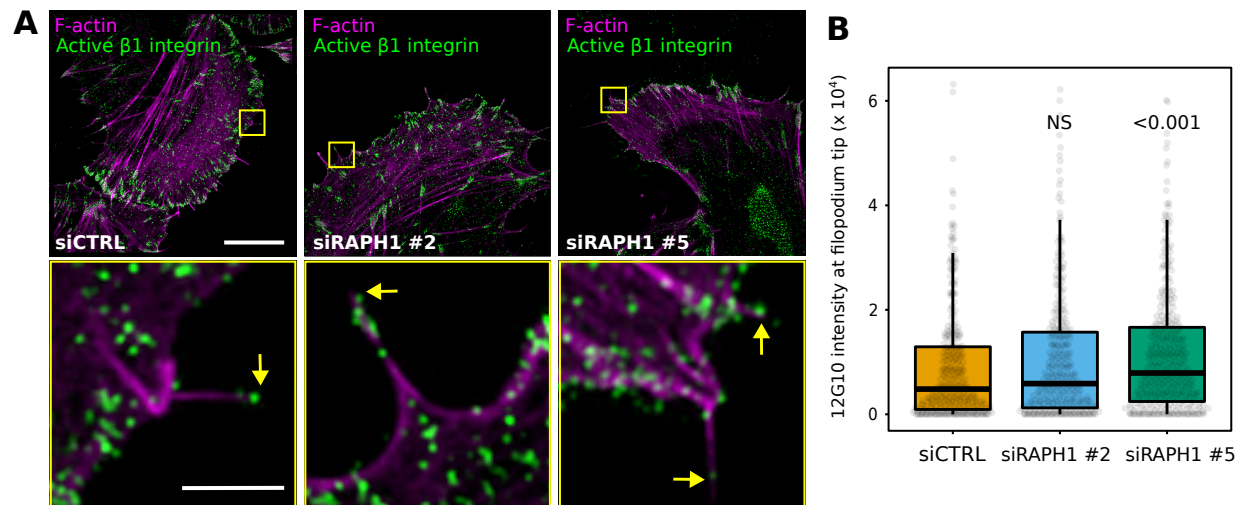 A
F-actin
Active β1 integrin
siCTRL
F-actin
Active β1 integrin
siRAPH1 #2
F-actin
Active β1 integrin
siRAPH1 #5
B
12G10 intensity at filopodium tip (x 10⁴)
6
4
2
0
NS
<0.001
siCTRL
siRAPH1 #2
siRAPH1 #5